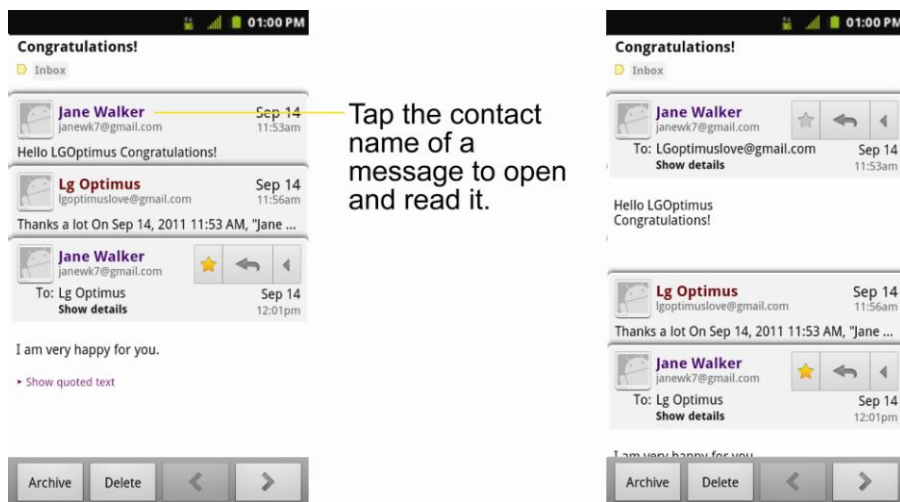 01:00 PM
Congratulations!
Inbox
Jane Walker
Sep 14
janewk7@gmail.com
11:53am
Hello LGOptimus Congratulations!
Lg Optimus
Sep 14
lgoptimuslove@gmail.com
11:56am
Thanks a lot On Sep 14, 2011 11:53 AM, "Jane ...
Jane Walker
janewk7@gmail.com
To: Lg Optimus
Sep 14
Show details
12:01pm
I am very happy for you.
Show quoted text
Archive
Delete
Tap the contact
name of a
message to open
and read it.
01:00 PM
Congratulations!
Inbox
Jane Walker
janewk7@gmail.com
To: LGoptimuslove@gmail.com
Sep 14
Show details
11:53am
Hello LGOptimus
Congratulations!
Lg Optimus
Sep 14
lgoptimuslove@gmail.com
11:56am
Thanks a lot On Sep 14, 2011 11:53 AM, "Jane ...
Jane Walker
janewk7@gmail.com
To: Lg Optimus
Sep 14
Show details
12:01pm
I am very happy for you.
Archive
Delete